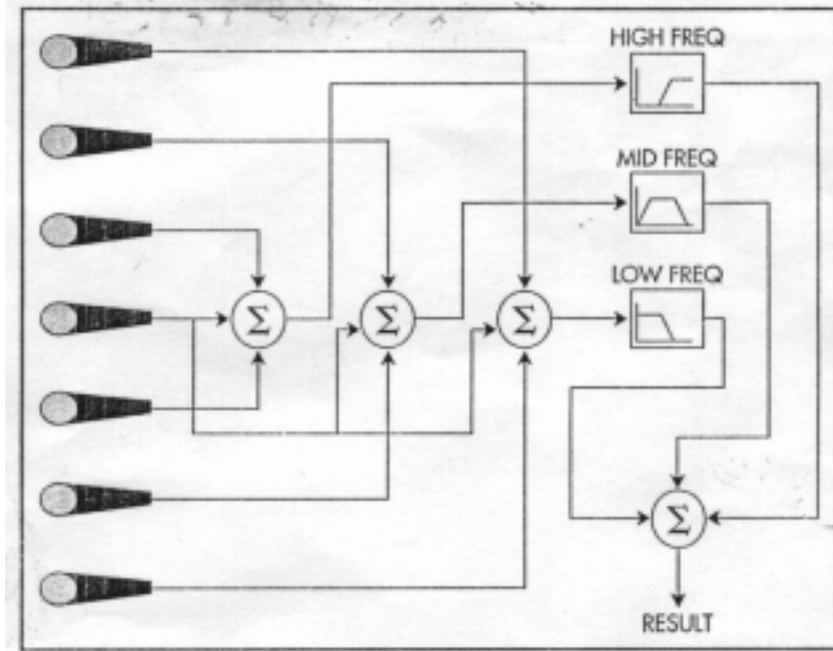 HIGH FREQ
MID FREQ
LOW FREQ
Σ
Σ
Σ
Σ
RESULT